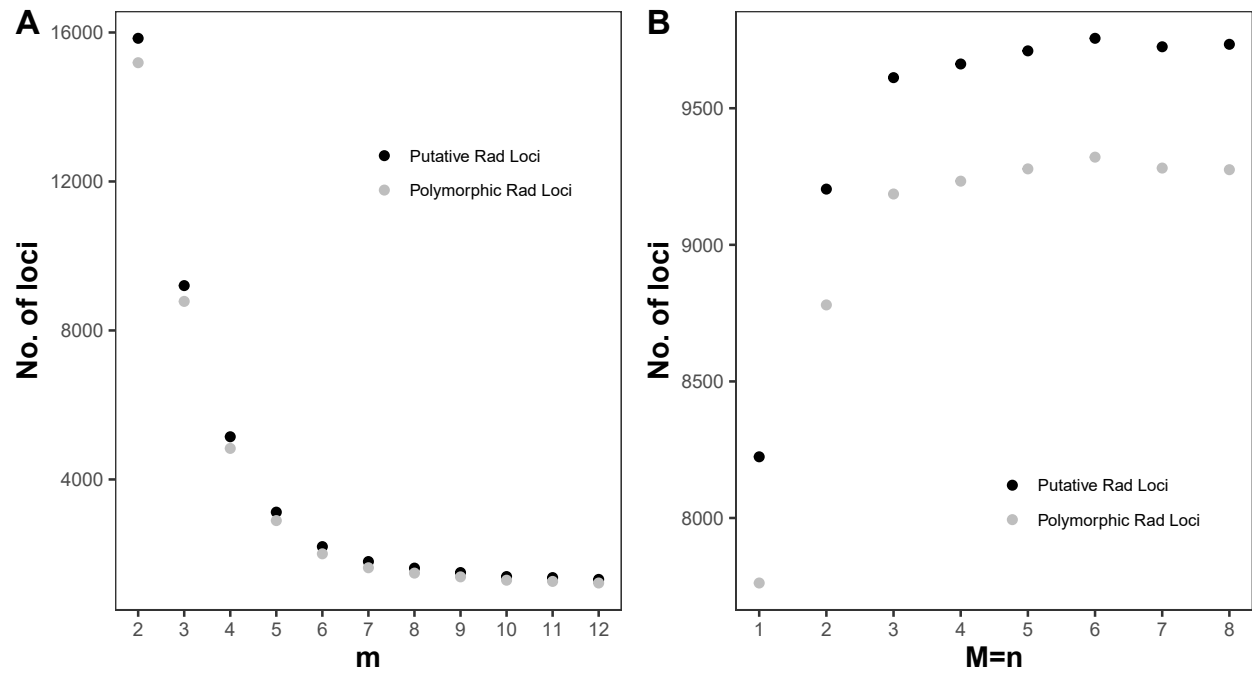 A
No. of loci
16000
12000
8000
4000
Putative Rad Loci
Polymorphic Rad Loci
2 3 4 5 6 7 8 9 10 11 12
m
B
No. of loci
9500
9000
8500
8000
Putative Rad Loci
Polymorphic Rad Loci
1 2 3 4 5 6 7 8
M=n